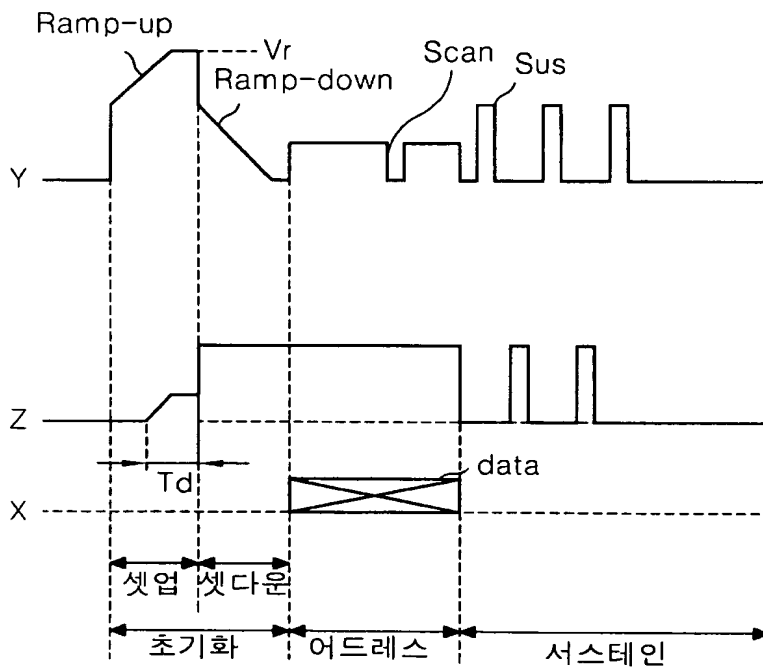 Ramp-up
Vr
Ramp-down
Scan
Sus
Y
Z
Td
data
X
셋업
셋다운
초기화
어드레스
서스테인